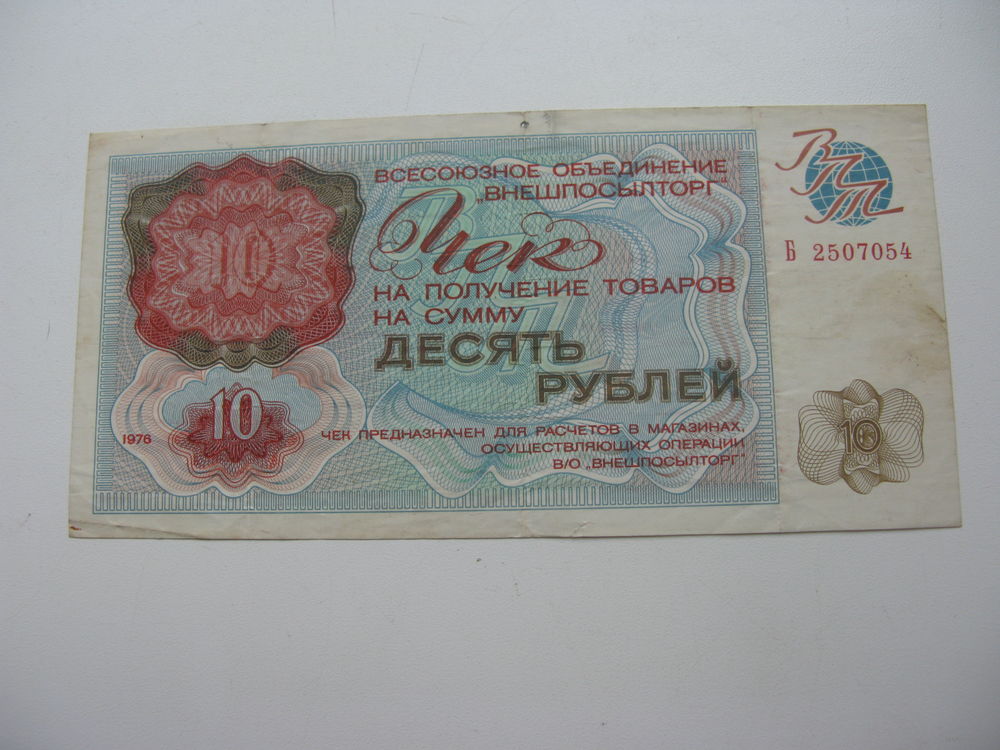 ВСЕСОЮЗНОЕ ОБЪЕДИНЕНИЕ
„ВНЕШПОСЫЛТОРГ"
Чек
НА ПОЛУЧЕНИЕ ТОВАРОВ
НА СУММУ
ДЕСЯТЬ
РУБЛЕЙ
ЧЕК ПРЕДНАЗНАЧЕН ДЛЯ РАСЧЕТОВ В МАГАЗИНАХ,
ОСУЩЕСТВЛЯЮЩИХ ОПЕРАЦИИ
В/О „ВНЕШПОСЫЛТОРГ"
10
10
1976
ВПТ
Б 2507054
10
ВПТ